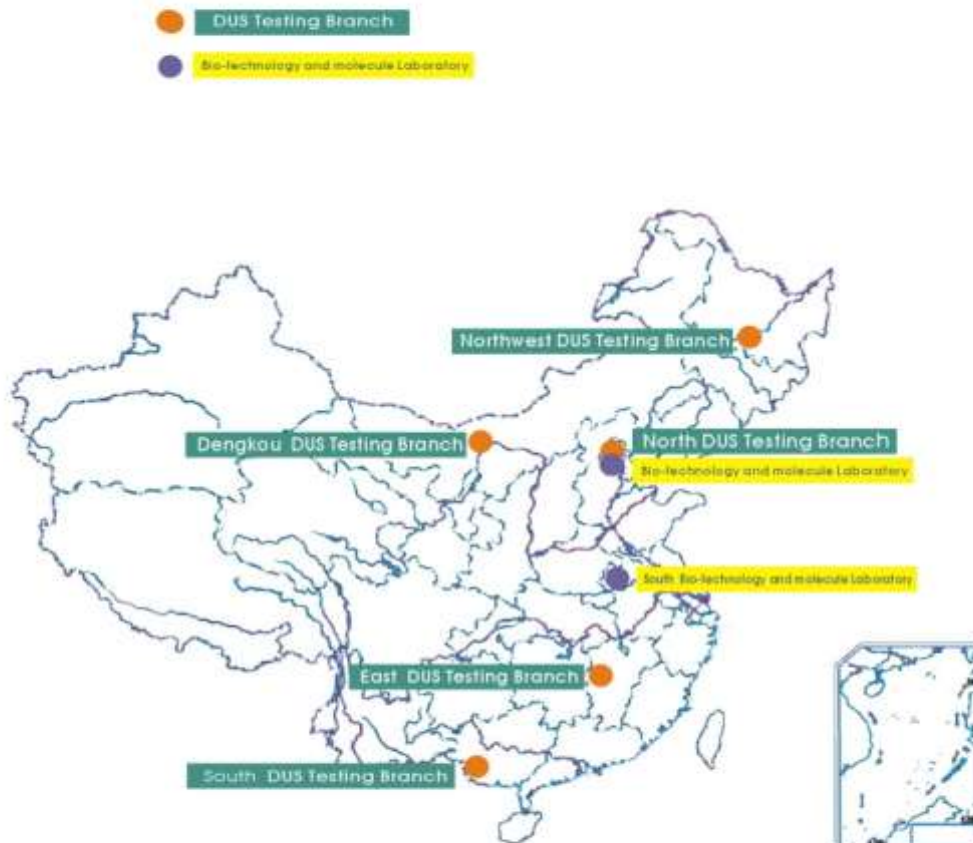 DUS Testing Branch
Bio-technology and molecule Laboratory
Northwest DUS Testing Branch
Dengkou DUS Testing Branch
North DUS Testing Branch
Bio-technology and molecule Laboratory
South Bio-technology and molecule Laboratory
East DUS Testing Branch
South DUS Testing Branch